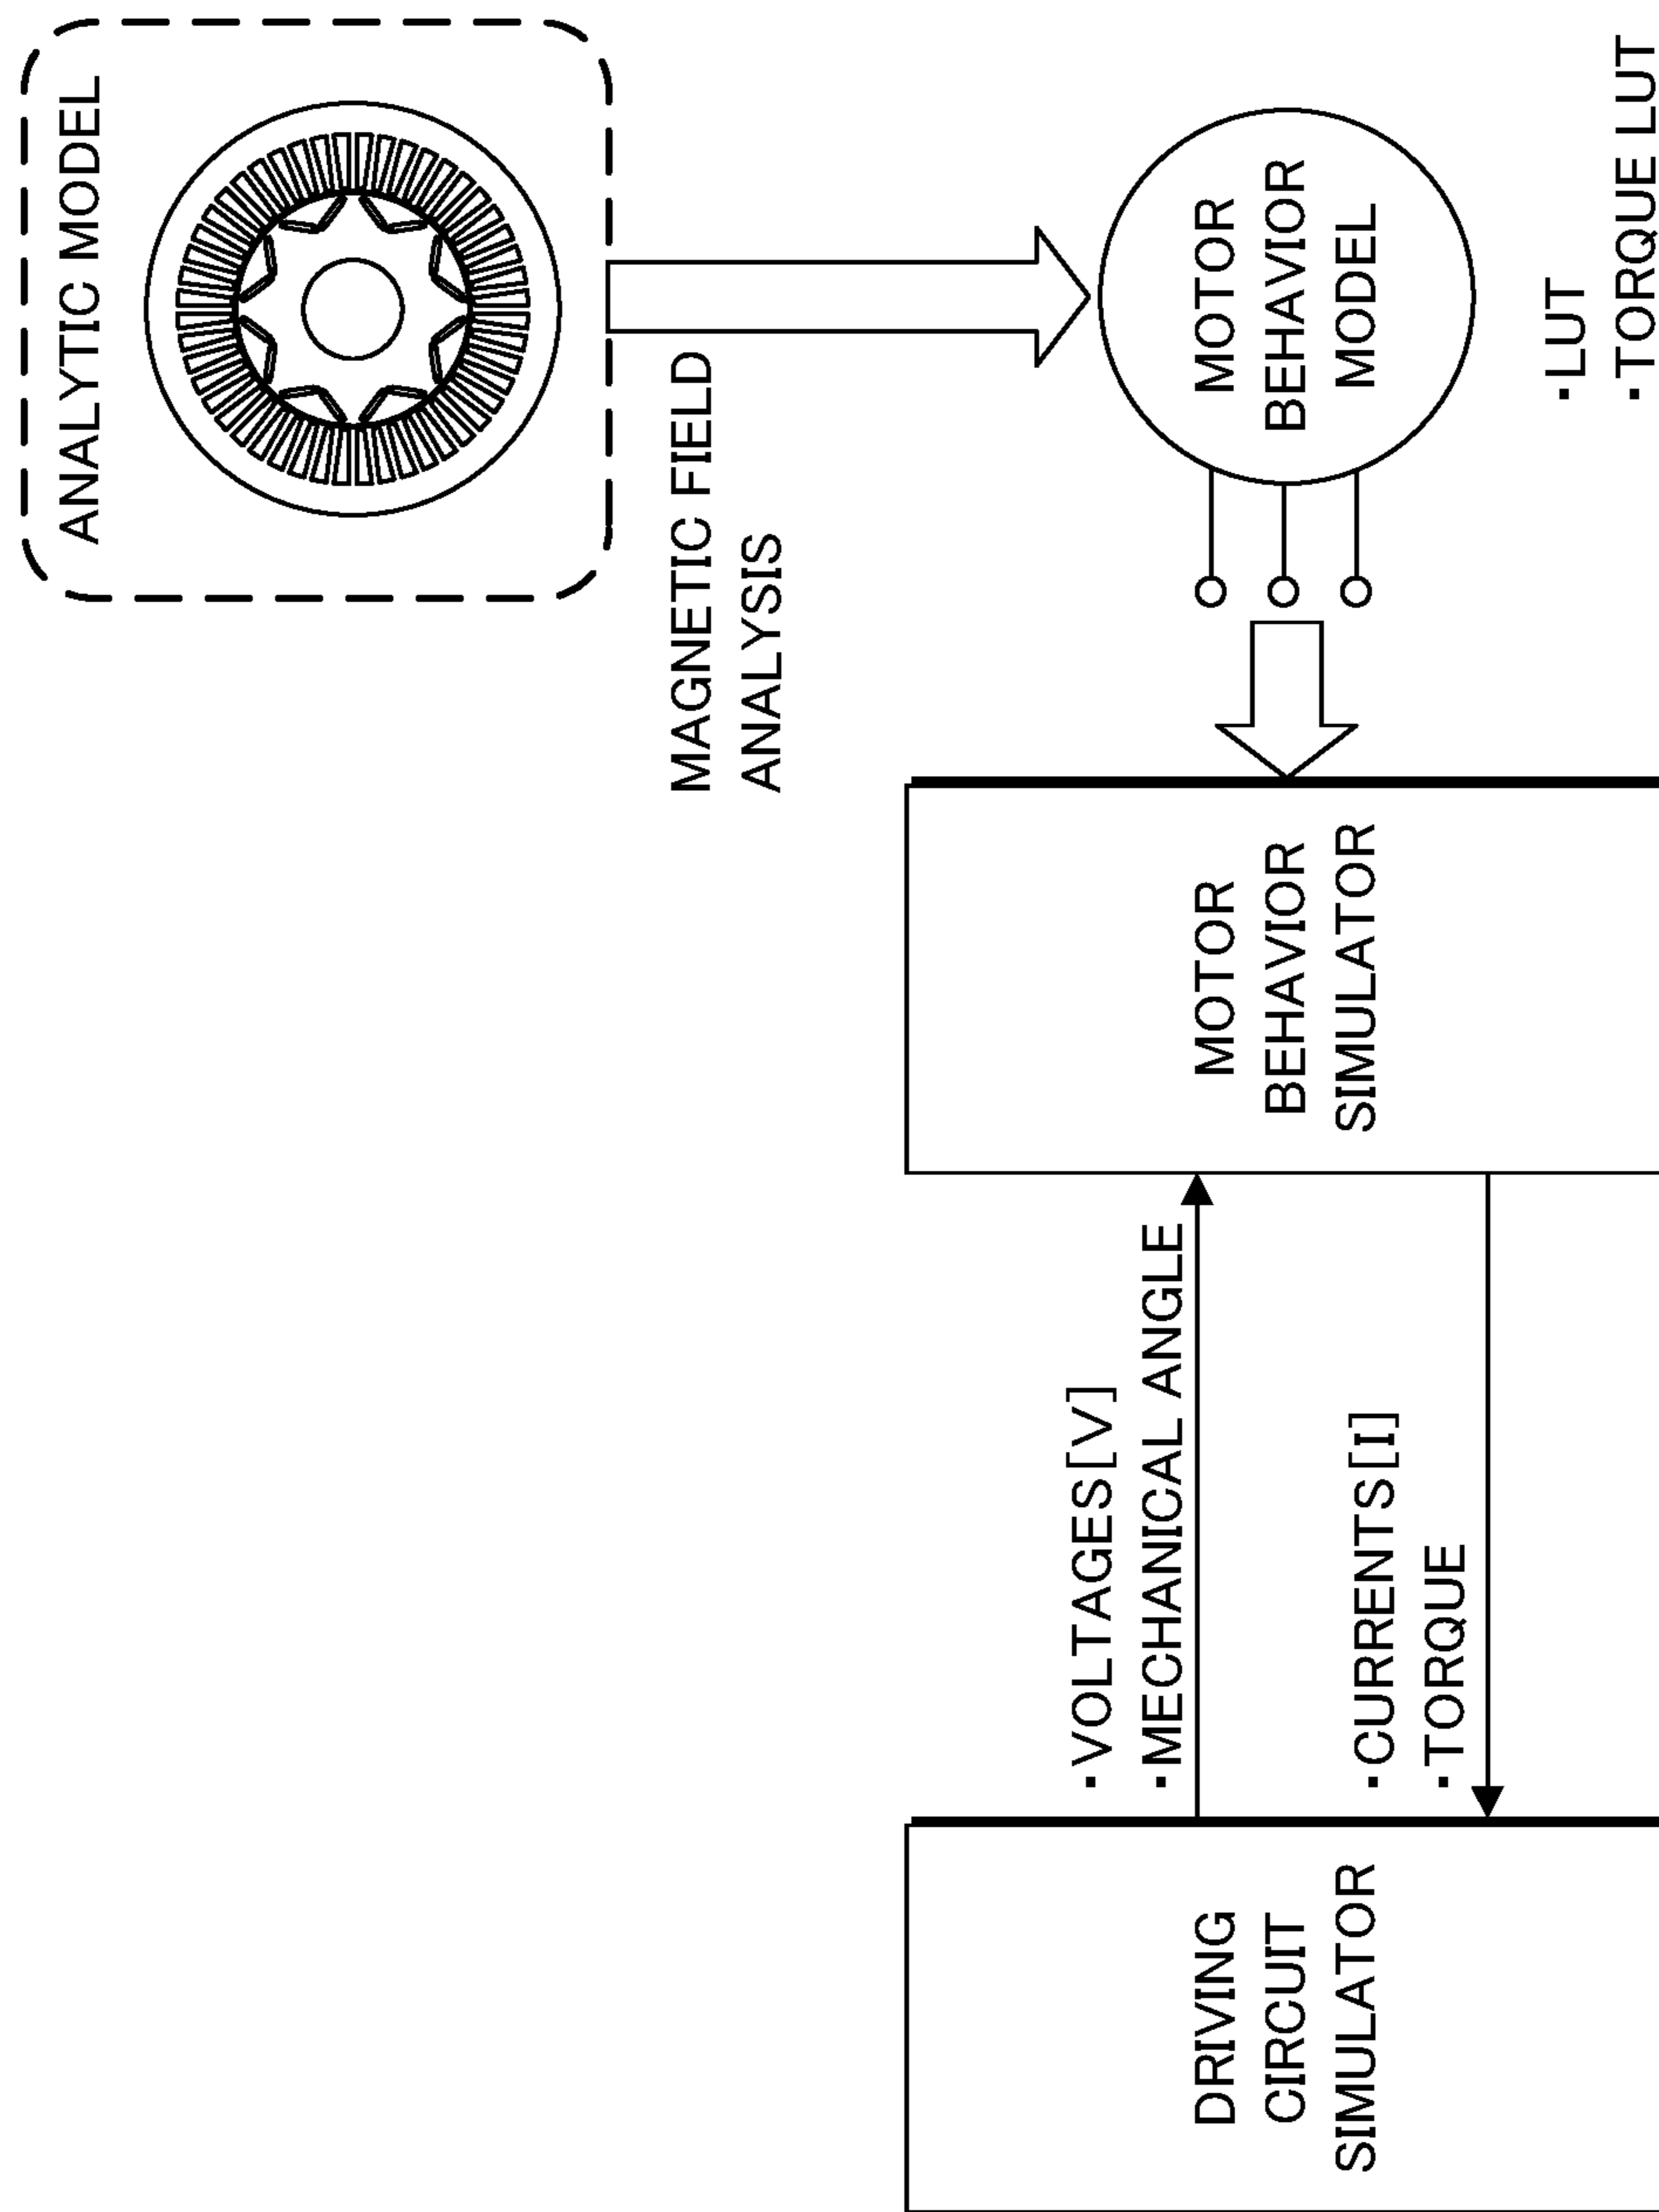 ANALYTIC MODEL
MAGNETIC FIELD
ANALYSIS
DRIVING
CIRCUIT
SIMULATOR
·VOLTAGES[V]
·MECHANICAL ANGLE
·CURRENTS[I]
·TORQUE
MOTOR
BEHAVIOR
SIMULATOR
MOTOR
BEHAVIOR
MODEL
·LUT
·TORQUE LUT